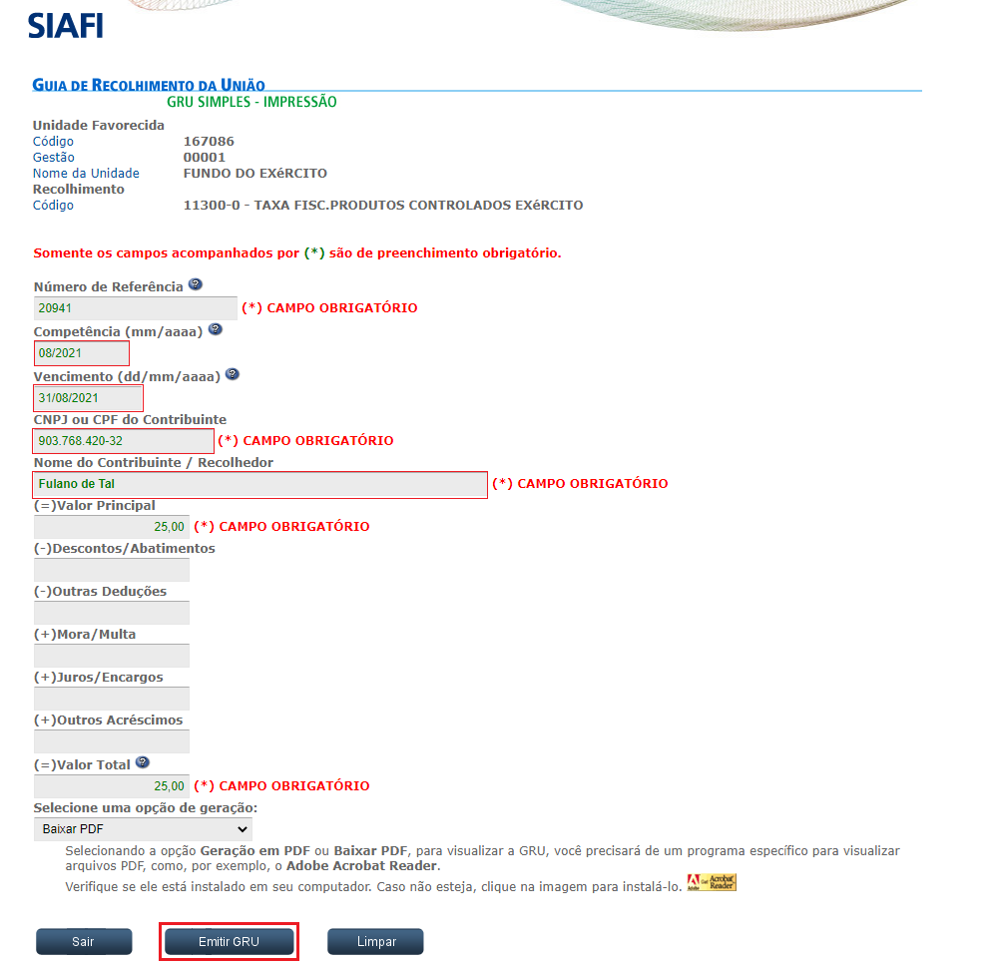 SIAFI
GUIA DE RECOLHIMENTO DA UNIÃO
GRU SIMPLES - IMPRESSÃO
Unidade Favorecida
Código 167086
Gestão 00001
Nome da Unidade FUNDO DO EXéRCITO
Recolhimento
Código 11300-0 - TAXA FISC.PRODUTOS CONTROLADOS EXéRCITO
Somente os campos acompanhados por (*) são de preenchimento obrigatório.
Número de Referência ?
20941 (*) CAMPO OBRIGATÓRIO
Competência (mm/aaaa) ?
08/2021
Vencimento (dd/mm/aaaa) ?
31/08/2021
CNPJ ou CPF do Contribuinte
903.768.420-32 (*) CAMPO OBRIGATÓRIO
Nome do Contribuinte / Recolhedor
Fulano de Tal (*) CAMPO OBRIGATÓRIO
(=)Valor Principal
25,00 (*) CAMPO OBRIGATÓRIO
(-)Descontos/Abatimentos
(-)Outras Deduções
(+)Mora/Multa
(+)Juros/Encargos
(+)Outros Acréscimos
(=)Valor Total ?
25,00 (*) CAMPO OBRIGATÓRIO
Selecione uma opção de geração:
Baixar PDF
Selecionando a opção Geração em PDF ou Baixar PDF, para visualizar a GRU, você precisará de um programa específico para visualizar
arquivos PDF, como, por exemplo, o Adobe Acrobat Reader.
Verifique se ele está instalado em seu computador. Caso não esteja, clique na imagem para instalá-lo. Adobe Get Acrobat Reader
Sair Emitir GRU Limpar